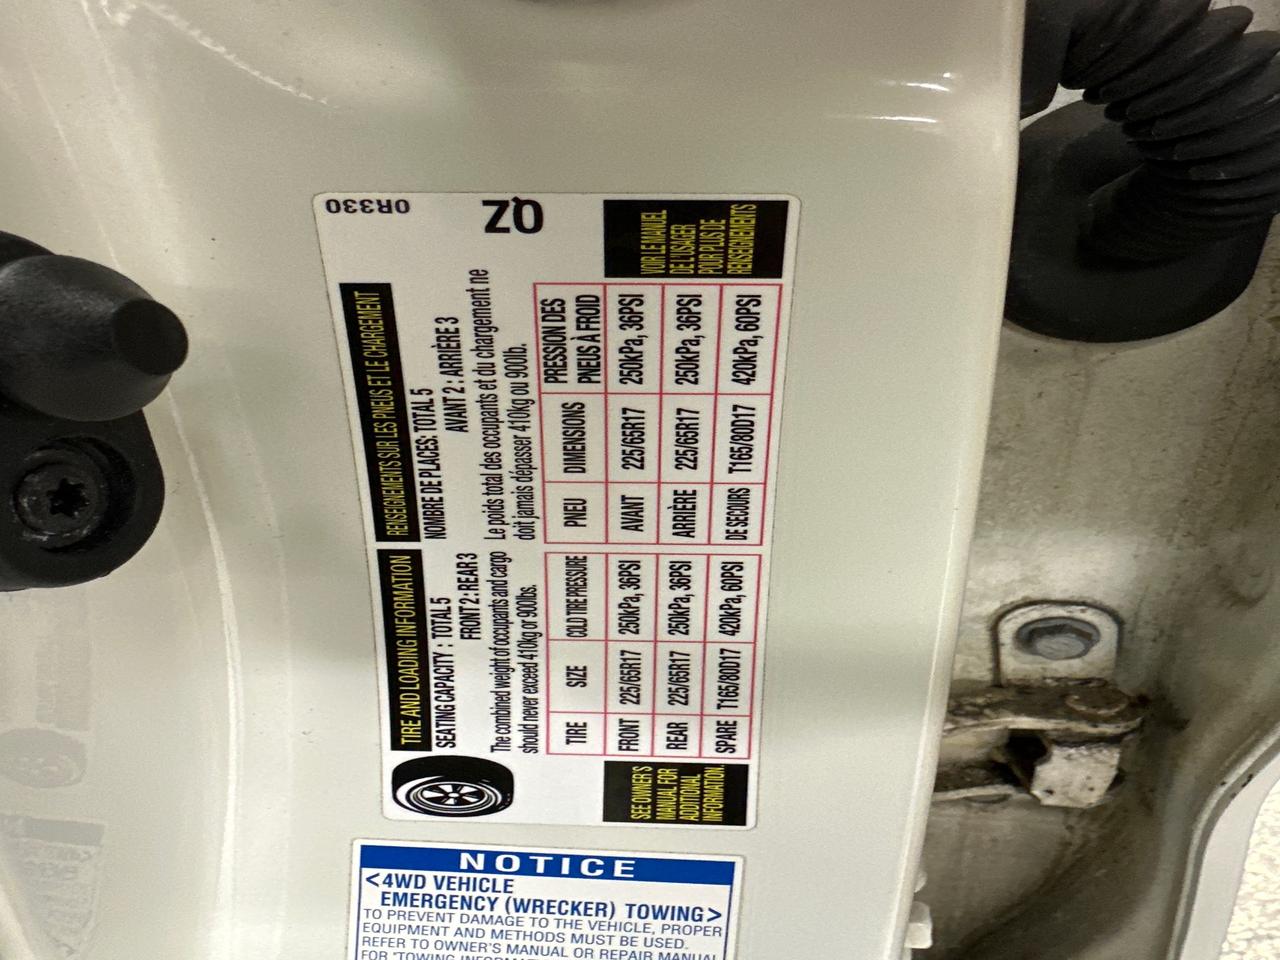 TIRE AND LOADING INFORMATION
SEATING CAPACITY : TOTAL 5
FRONT 2 : REAR 3
The combined weight of occupants and cargo
should never exceed 410kg or 900lbs.
TIRE SIZE COLD TIRE PRESSURE
FRONT 225/65R17 250kPa, 36PSI
REAR 225/65R17 250kPa, 36PSI
SPARE T165/80D17 420kPa, 60PSI
SEE OWNER'S
MANUAL FOR
ADDITIONAL
INFORMATION.
RENSEIGNEMENTS SUR LES PNEUS ET LE CHARGEMENT
NOMBRE DE PLACES: TOTAL 5
AVANT 2 : ARRIÈRE 3
Le poids total des occupants et du chargement ne
doit jamais dépasser 410kg ou 900lb.
PNEU DIMENSIONS PRESSION DES
PNEUS À FROID
AVANT 225/65R17 250kPa, 36PSI
ARRIÈRE 225/65R17 250kPa, 36PSI
DE SECOURS T165/80D17 420kPa, 60PSI
VOIR LE MANUEL
DE L'USAGER
POUR PLUS DE
RENSEIGNEMENTS
0R330
QZ
NOTICE
<4WD VEHICLE
EMERGENCY (WRECKER) TOWING>
TO PREVENT DAMAGE TO THE VEHICLE, PROPER
EQUIPMENT AND METHODS MUST BE USED.
REFER TO OWNER'S MANUAL OR REPAIR MANUAL
FOR "TOWING